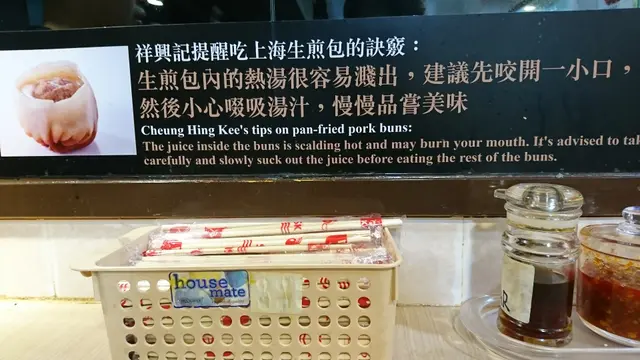 祥興記提醒吃上海生煎包的訣竅：
生煎包內的熱湯很容易濺出，建議先咬開一小口，
然後小心啜吸湯汁，慢慢品嘗美味
Cheung Hing Kee's tips on pan-fried pork buns:
The juice inside the buns is scalding hot and may burn your mouth. It's advised to tak
carefully and slowly suck out the juice before eating the rest of the buns.
house
mate
R